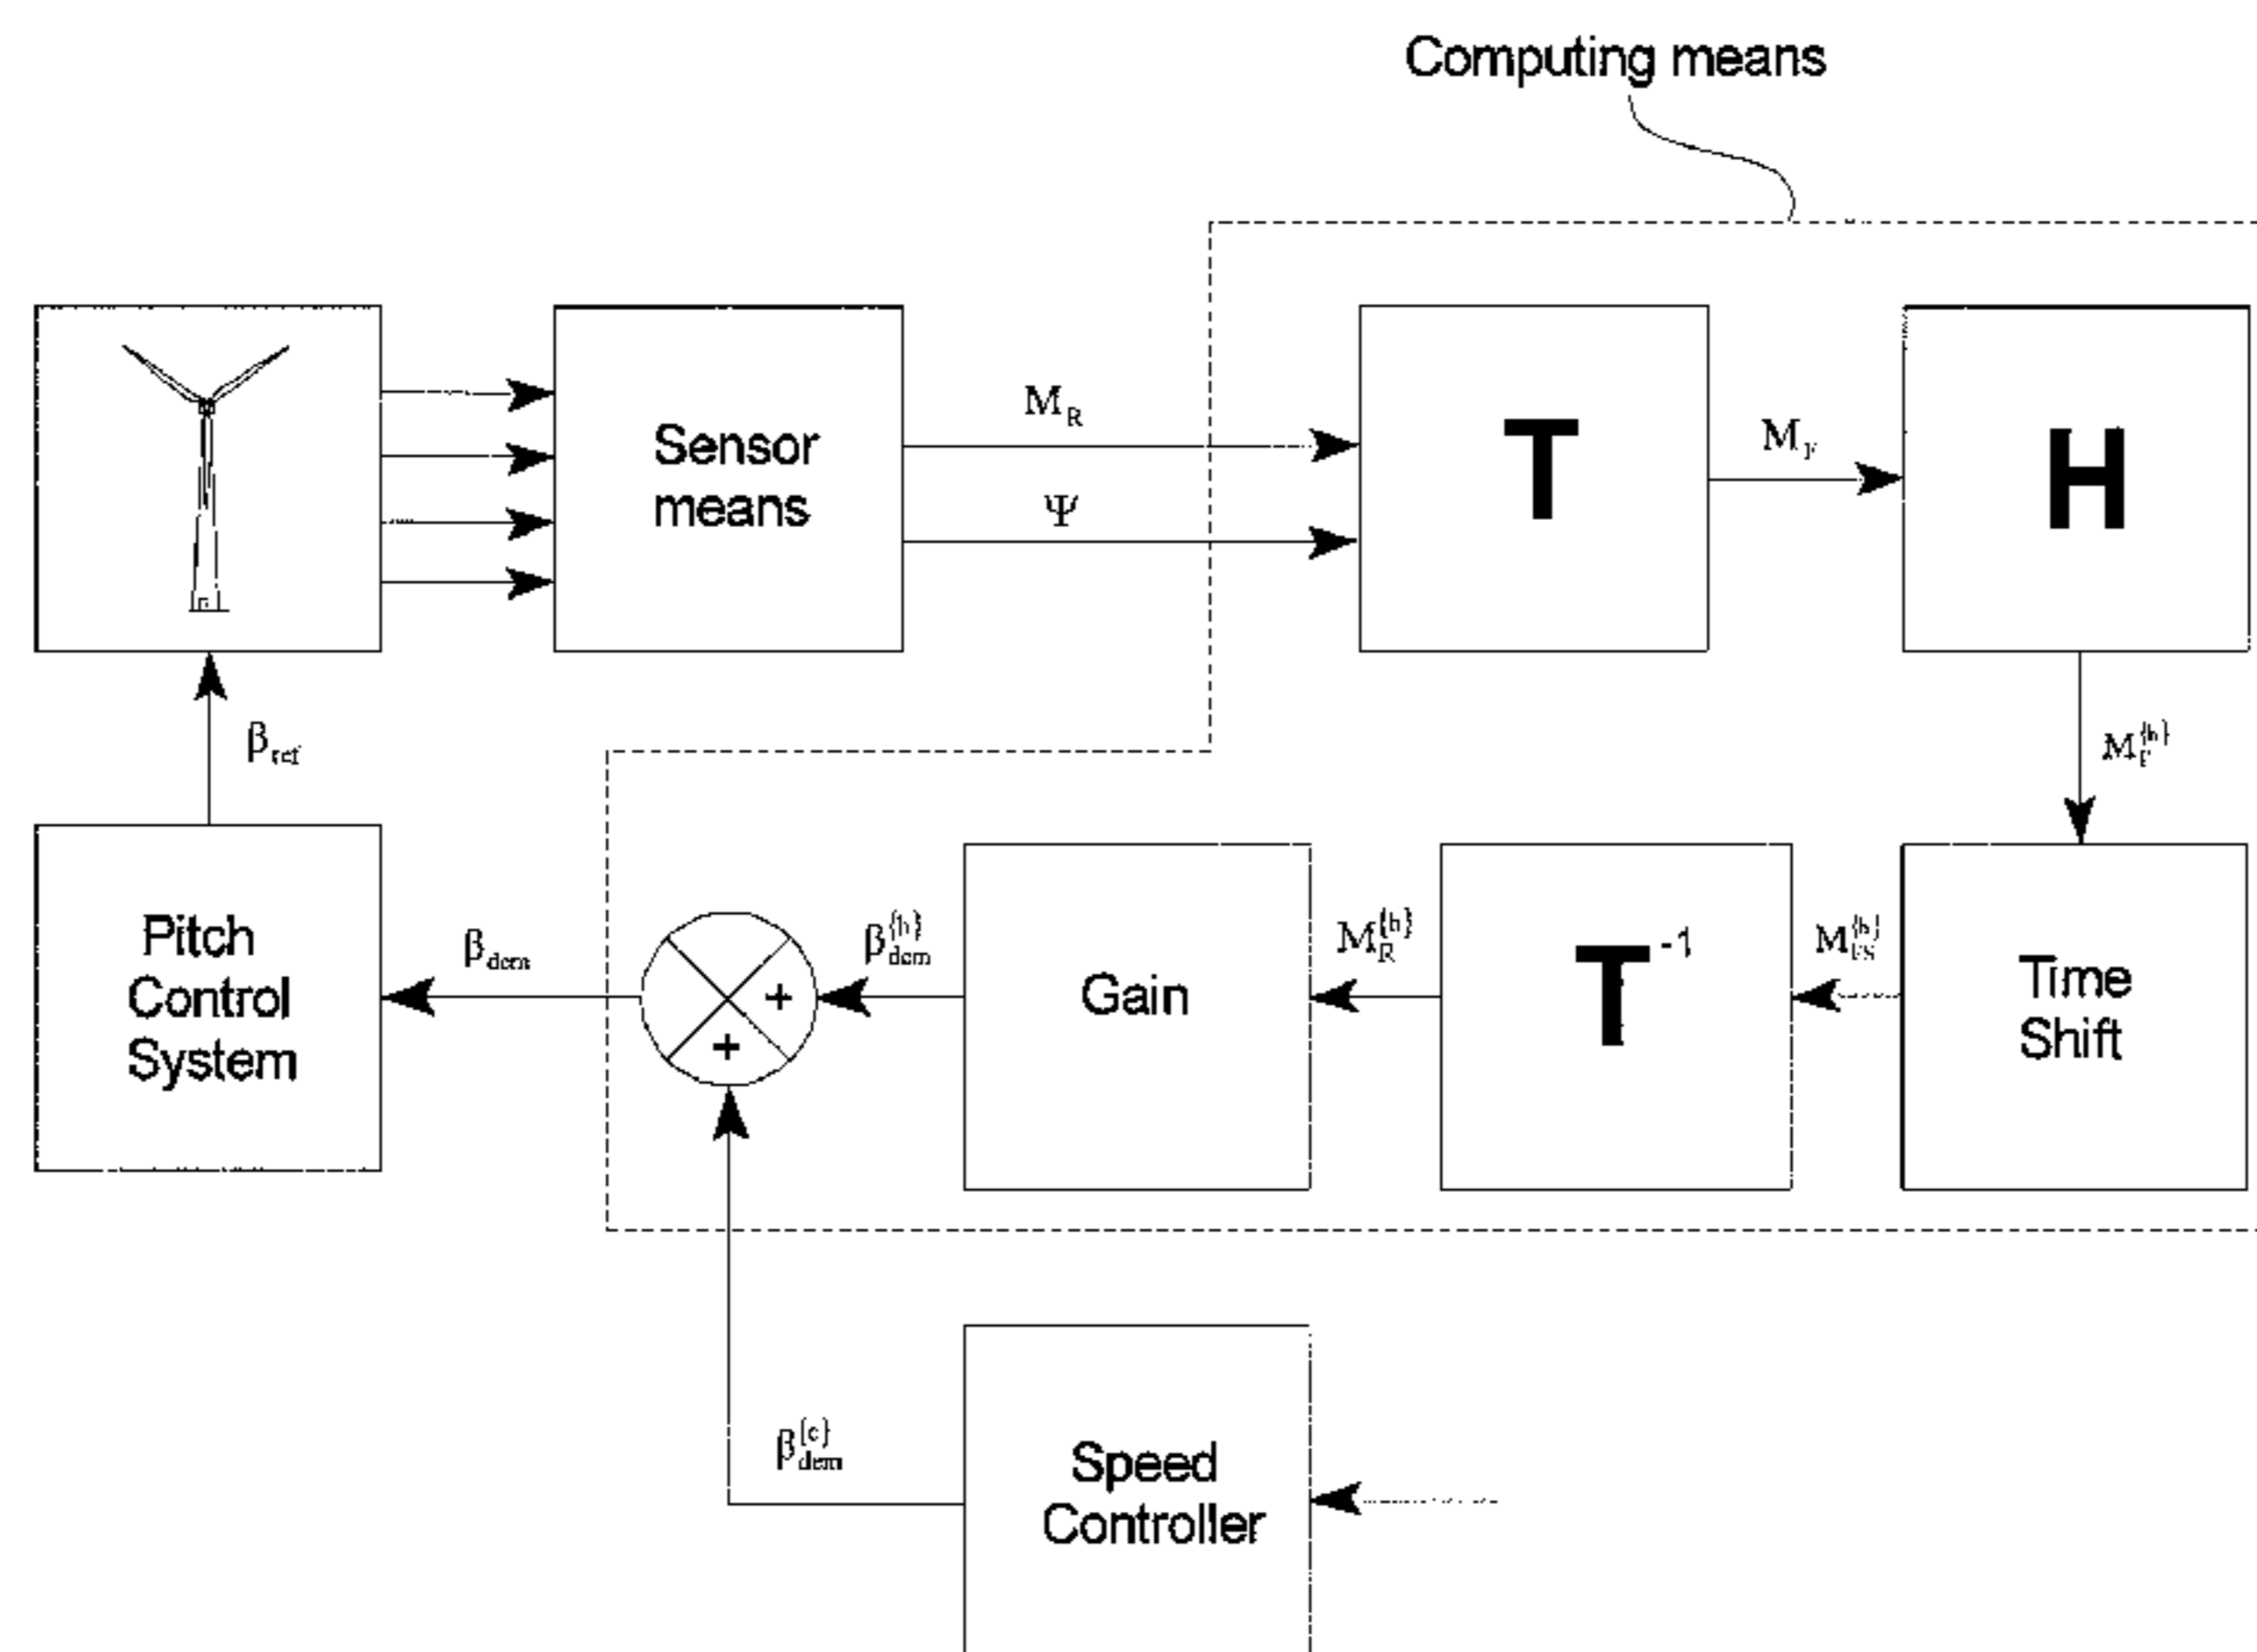 Computing means
Sensor
means
M_R
Ψ
T
M_F
H
β_ref
M_F^{h}
Pitch
Control
System
β_dem
+
+
β_dem^{h}
Gain
M_R^{h}
T^-1
M_FS^{h}
Time
Shift
β_dem^{c}
Speed
Controller